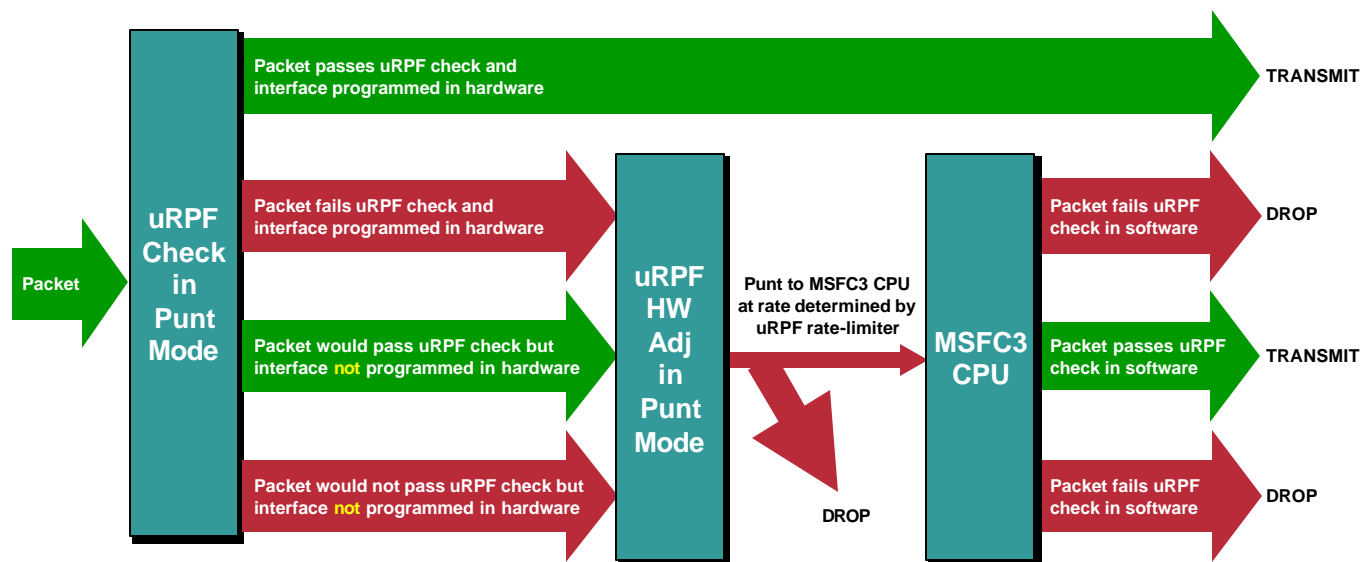 Packet
uRPF
Check
in
Punt
Mode
Packet passes uRPF check and
interface programmed in hardware
TRANSMIT
Packet fails uRPF check and
interface programmed in hardware
Packet would pass uRPF check but
interface not programmed in hardware
Packet would not pass uRPF check but
interface not programmed in hardware
uRPF
HW
Adj
in
Punt
Mode
Punt to MSFC3 CPU
at rate determined by
uRPF rate-limiter
DROP
MSFC3
CPU
Packet fails uRPF
check in software
DROP
Packet passes uRPF
check in software
TRANSMIT
Packet fails uRPF
check in software
DROP